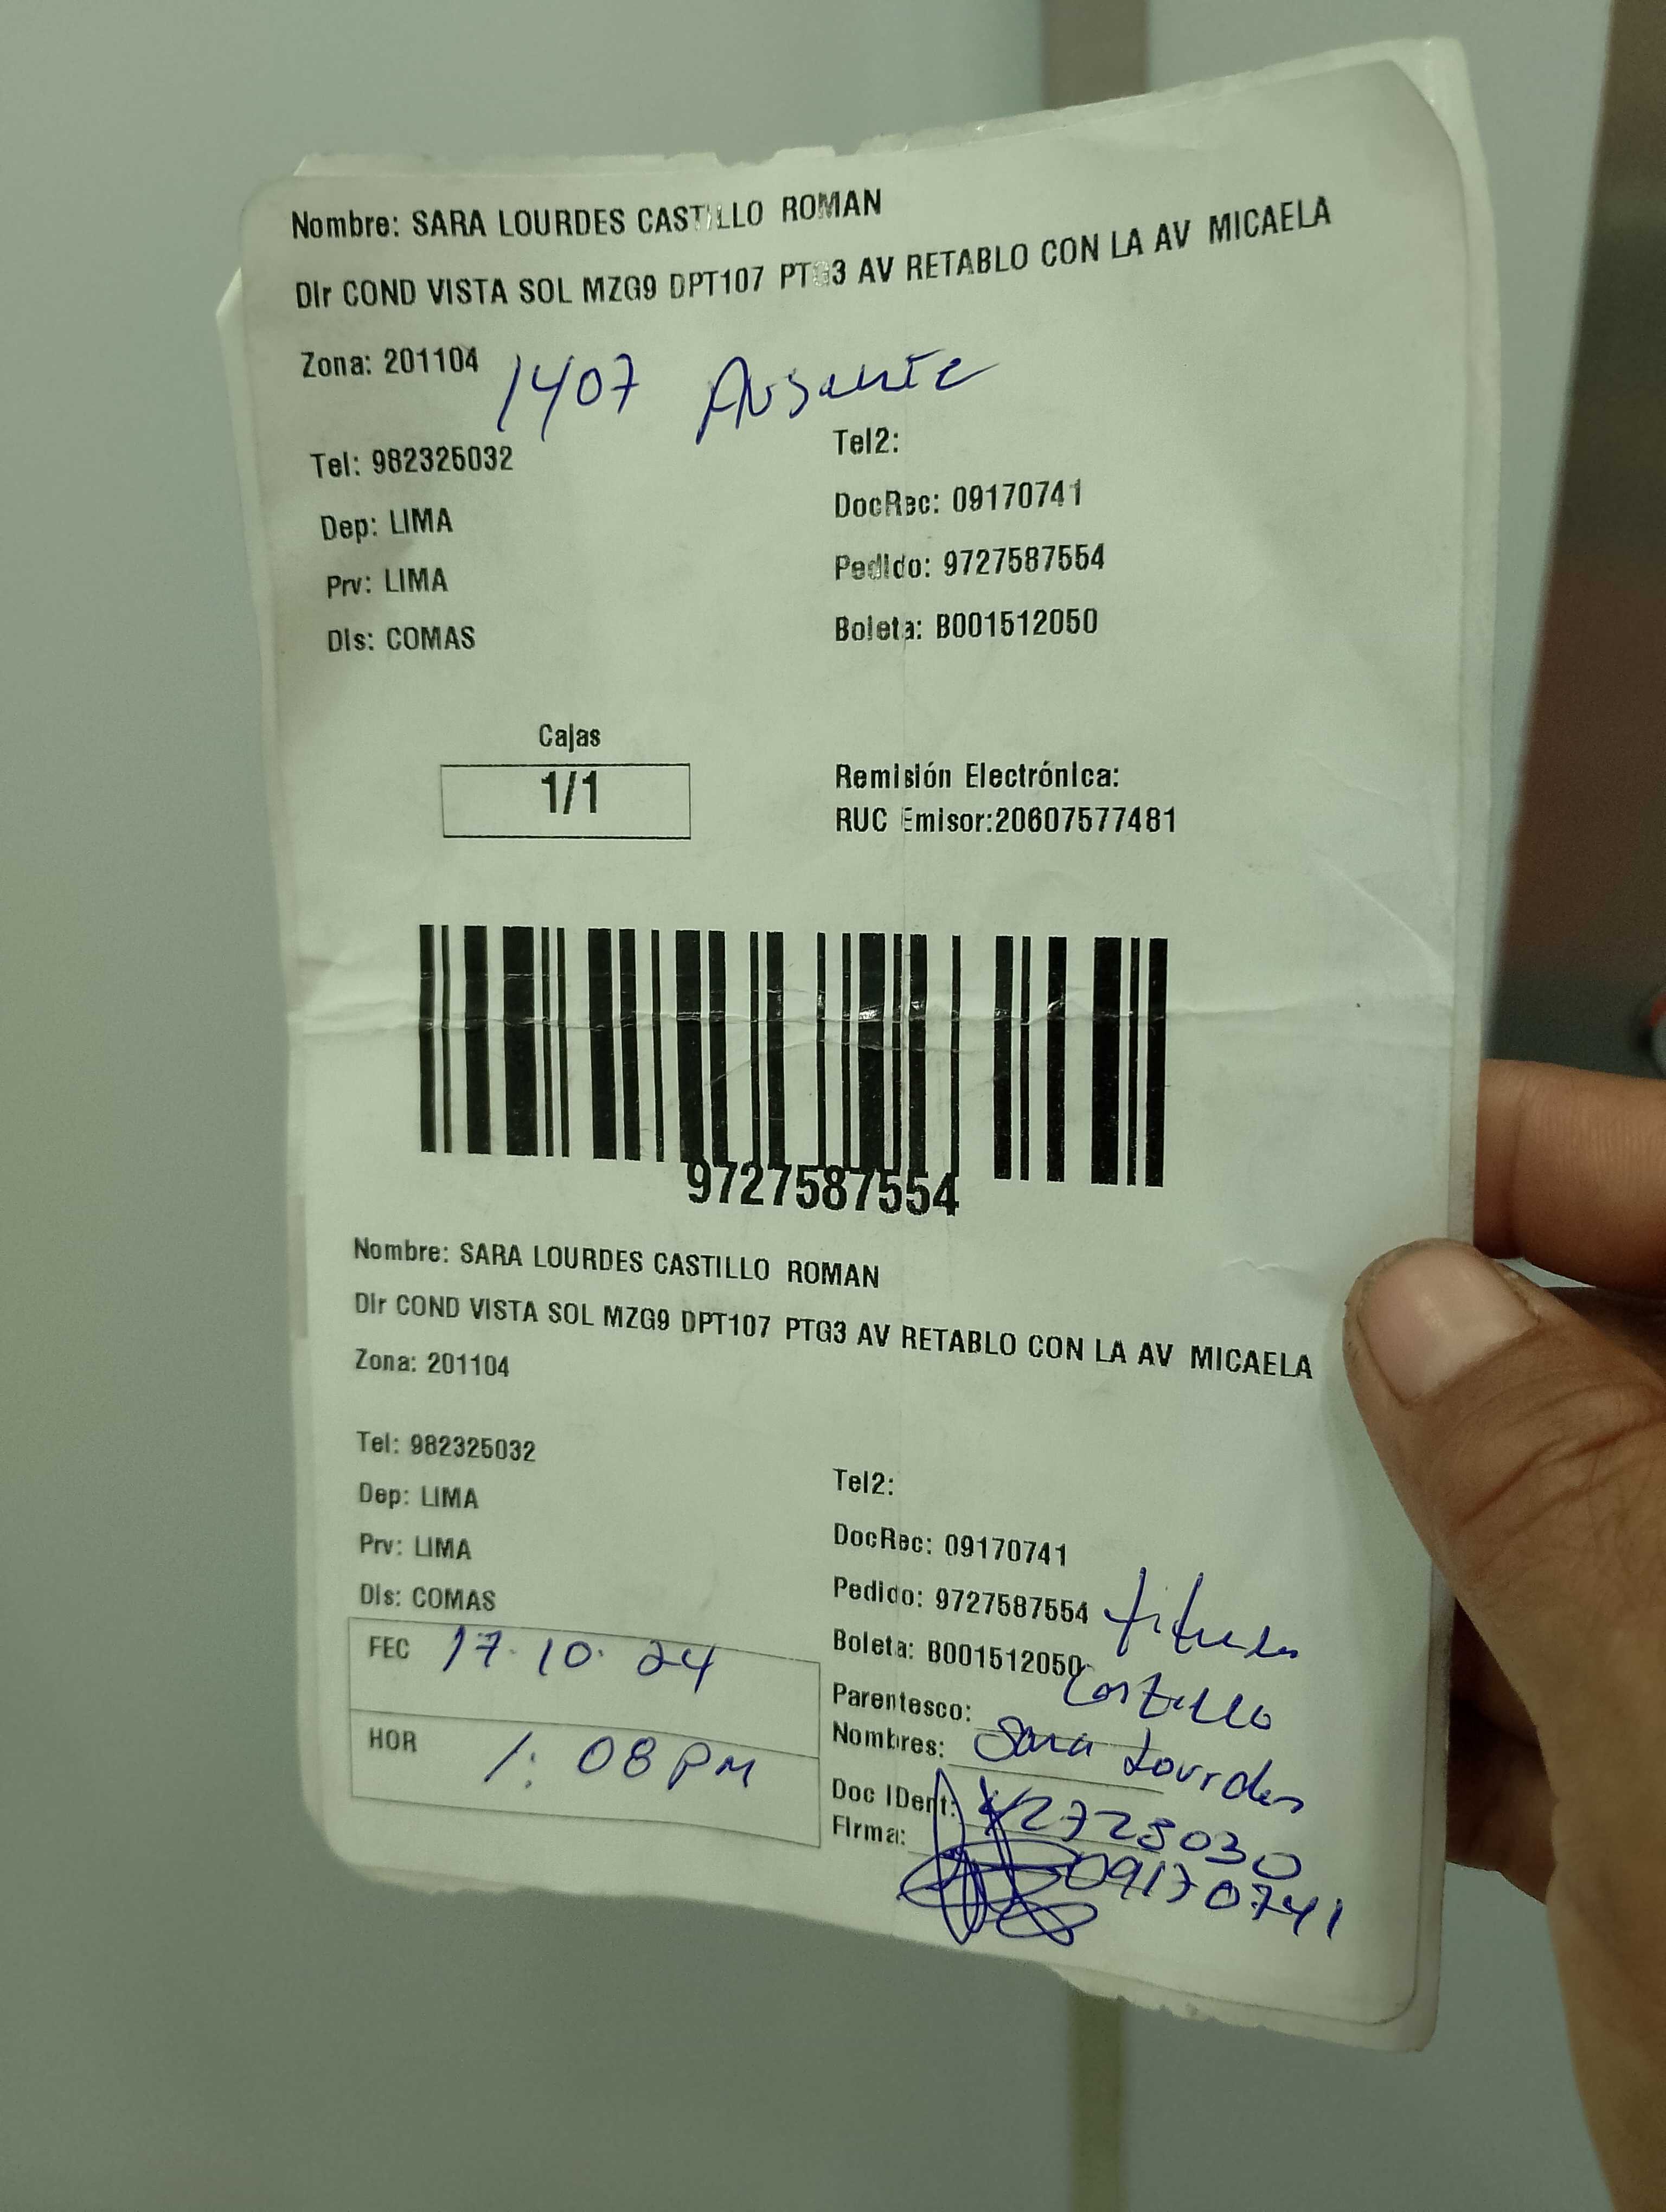 Nombre: SARA LOURDES CASTILLO ROMAN
Dir COND VISTA SOL MZG9 DPT107 PTG3 AV RETABLO CON LA AV MICAELA
Zona: 201104 1407 Ausente
Tel: 982325032 Tel2:
Dep: LIMA DocRec: 09170741
Prv: LIMA Pedido: 9727587554
Dis: COMAS Boleta: B001512050
Cajas
1/1
Remisión Electrónica:
RUC Emisor:20607577481
9727587554
Nombre: SARA LOURDES CASTILLO ROMAN
Dir COND VISTA SOL MZG9 DPT107 PTG3 AV RETABLO CON LA AV MICAELA
Zona: 201104
Tel: 982325032
Dep: LIMA
Prv: LIMA
Dis: COMAS
FEC 17.10.24
HOR 1:08 PM
Tel2:
DocRec: 09170741
Pedido: 9727587554
Boleta: B001512050
Parentesco: Castillo
Nombres: Sara Lourdes
Doc IDent:
Firma: 09170741